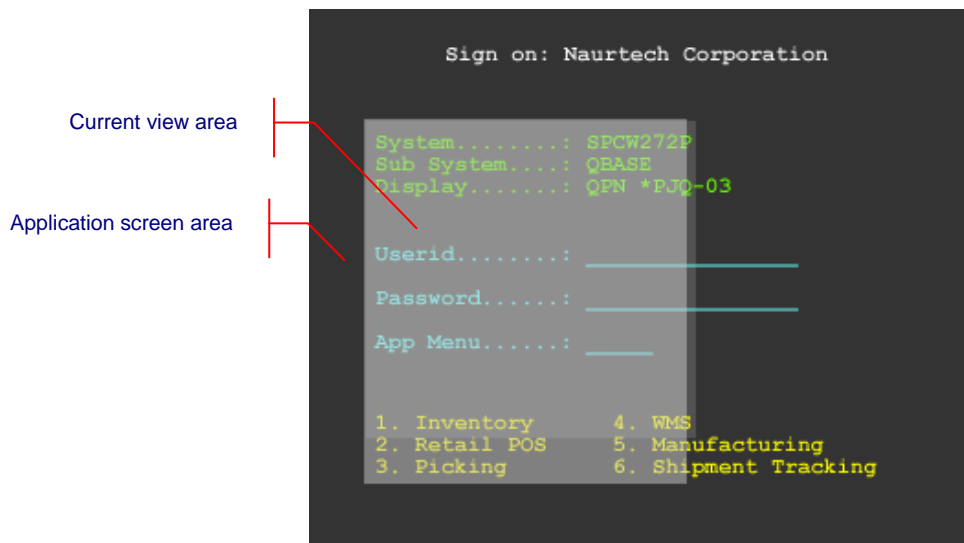 Sign on: Naurtech Corporation
Current view area
System........: SPCW272P
Sub System....: QBASE
Display.......: QPN *PJQ-03
Application screen area
Userid........:
Password......:
App Menu......:
1. Inventory 4. WMS
2. Retail POS 5. Manufacturing
3. Picking 6. Shipment Tracking